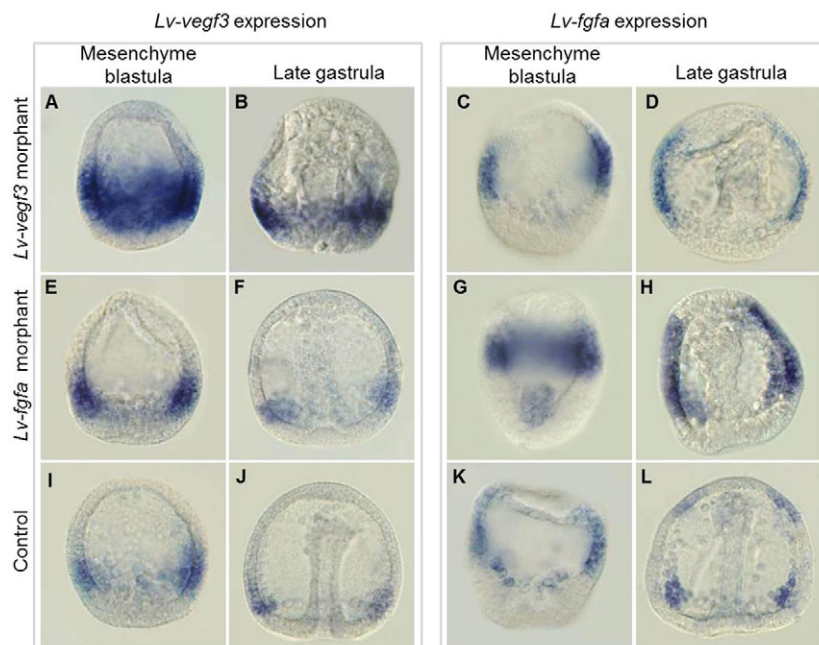 Lv-vegf3 expression
Lv-fgfa expression
Mesenchyme
blastula
Late gastrula
Mesenchyme
blastula
Late gastrula
Lv-vegf3 morphant
A
B
C
D
Lv-fgfa morphant
E
F
G
H
Control
I
J
K
L